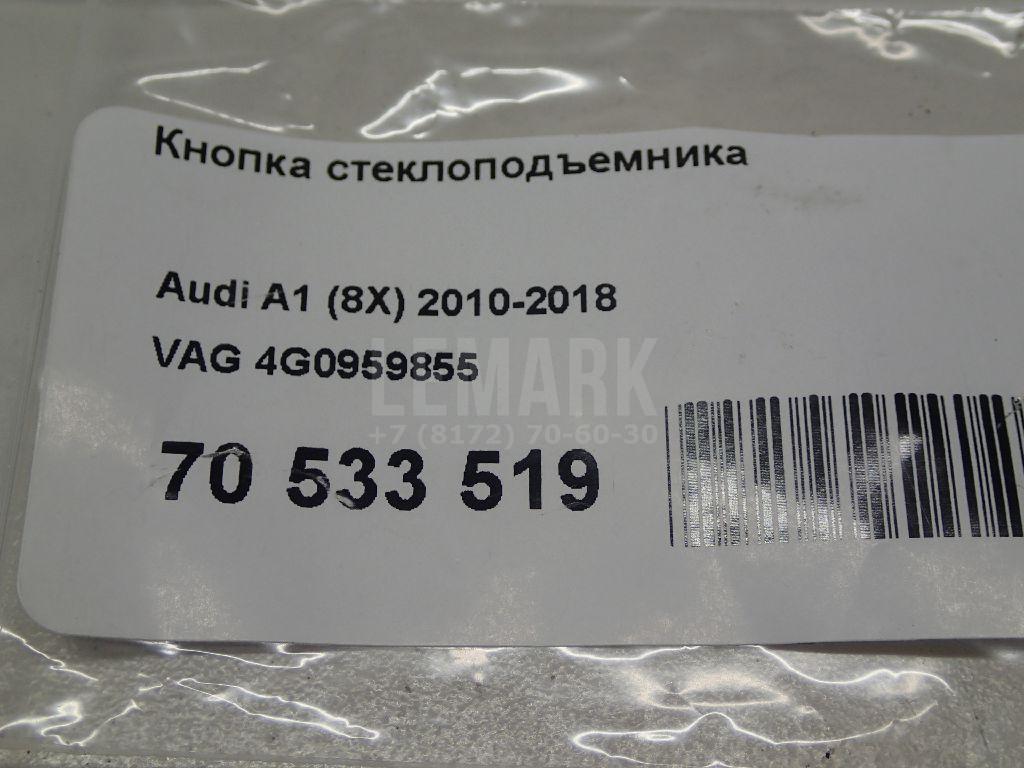 Кнопка стеклоподъемника
Audi A1 (8X) 2010-2018
VAG 4G0959855
LEMARK
+7 (8172) 70-60-30
70 533 519